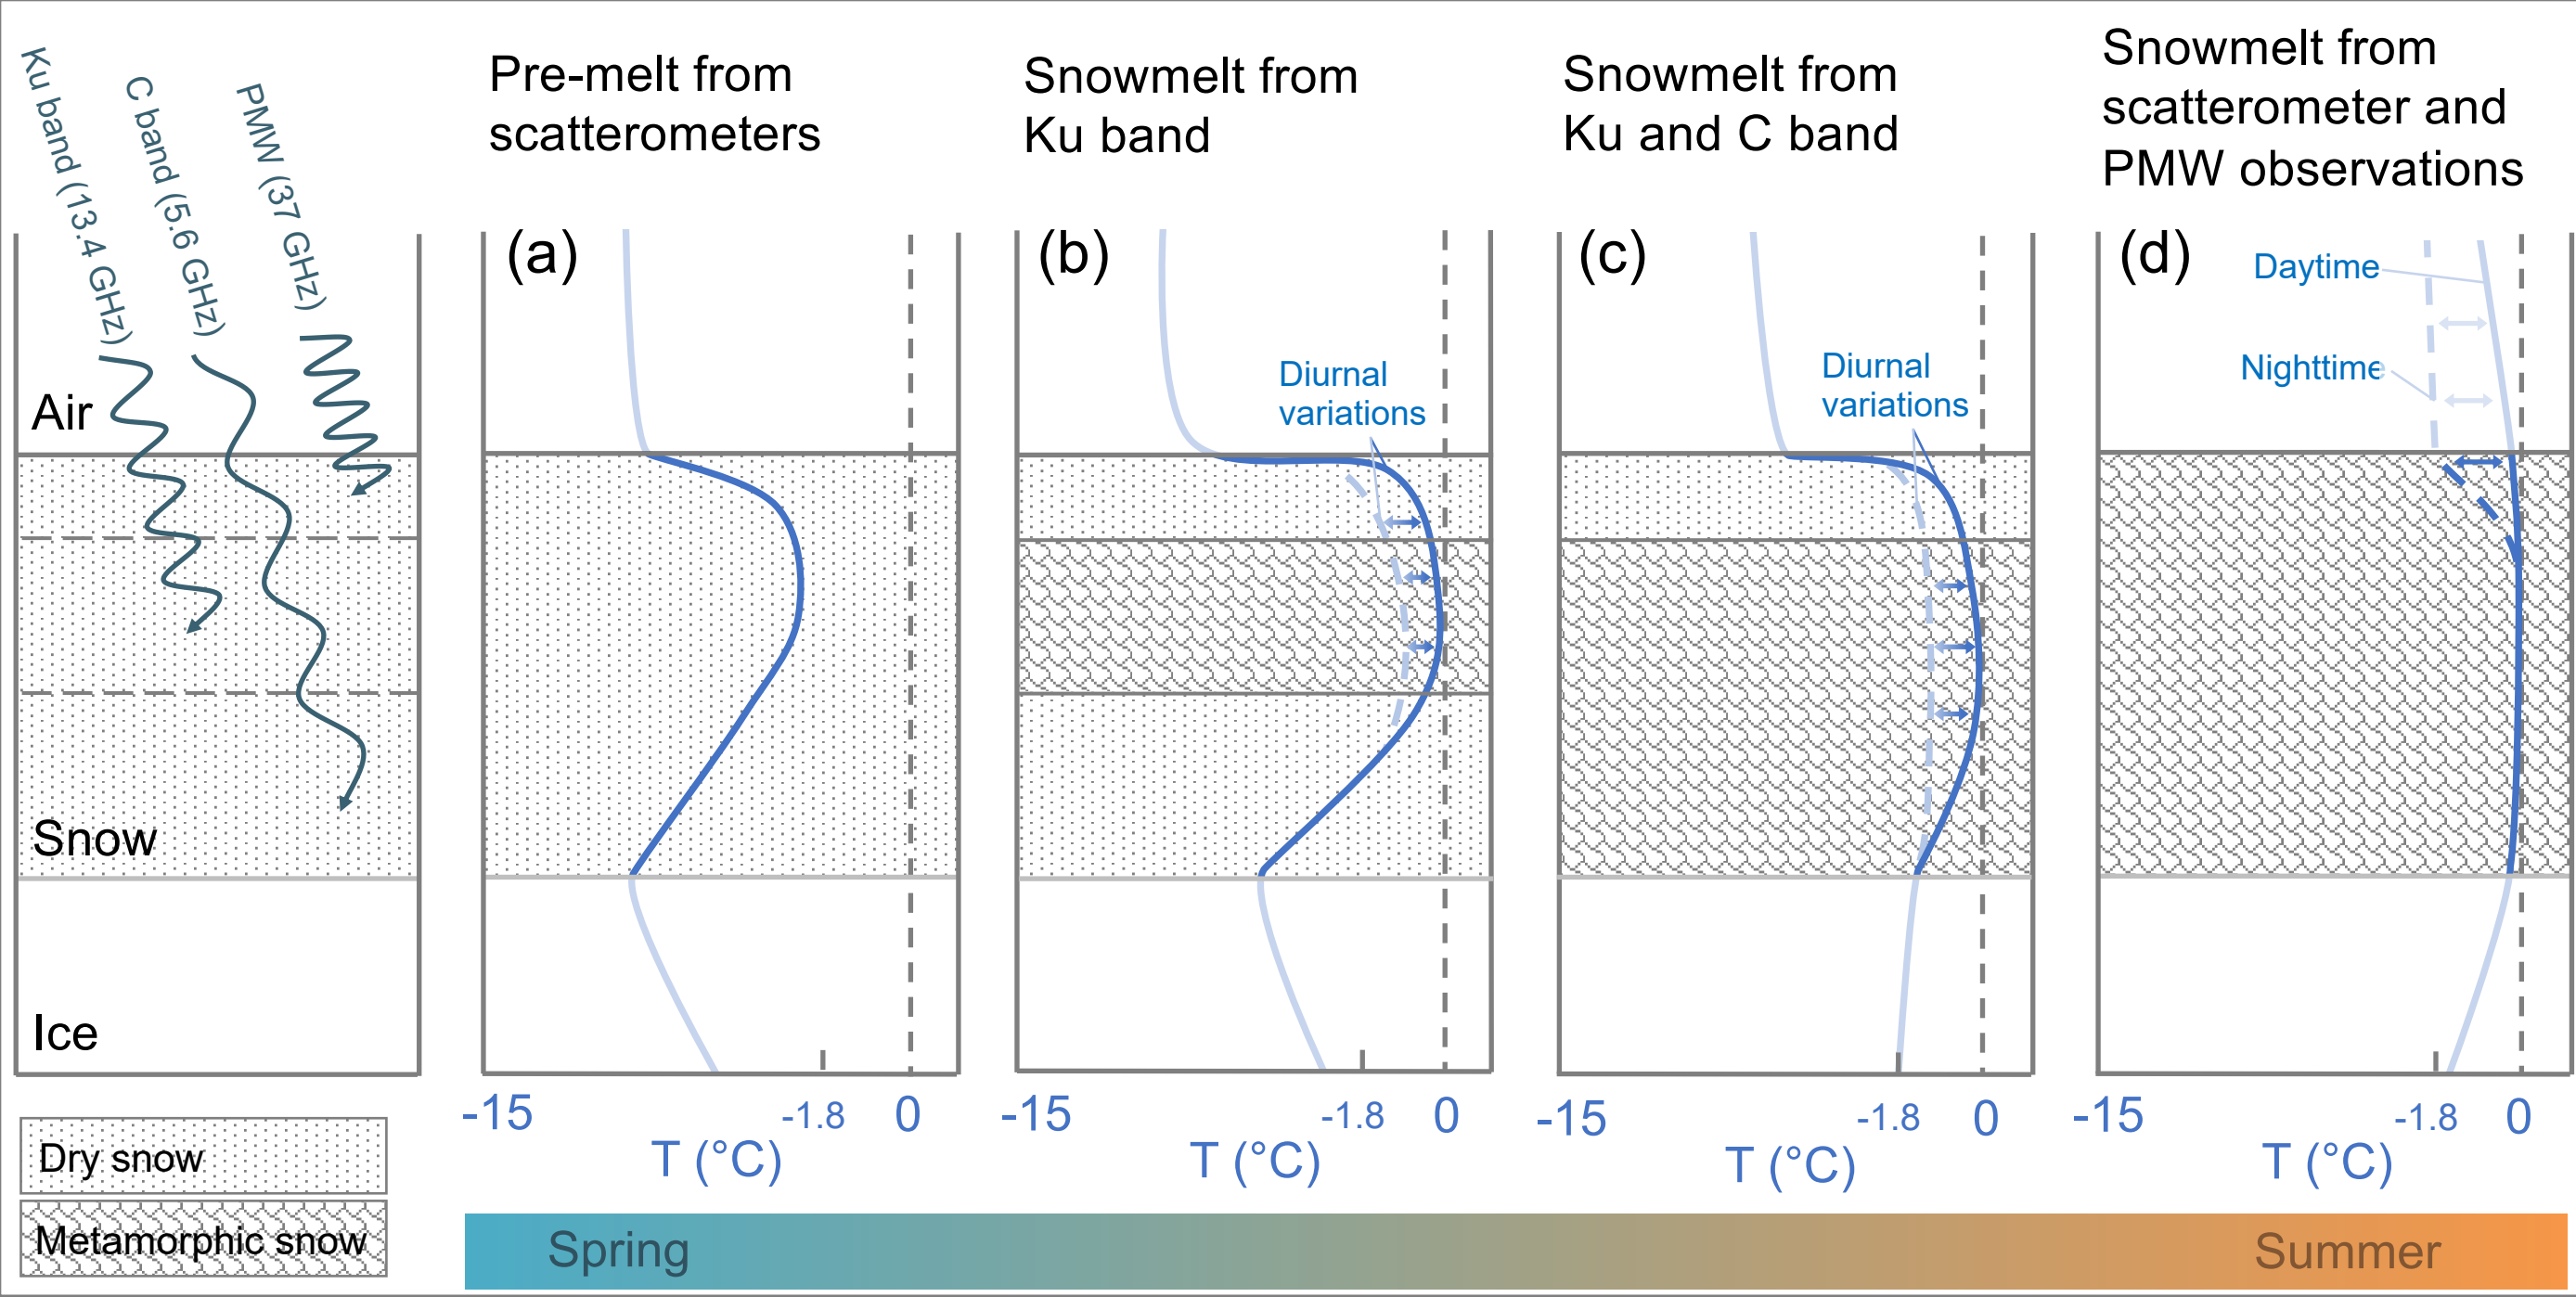 Ku band (13.4 GHz)
C band (5.6 GHz)
PMW (37 GHz)
Air
Snow
Ice
Dry snow
Metamorphic snow
Pre-melt from
scatterometers
(a)
-15
-1.8
0
T (°C)
Snowmelt from
Ku band
(b)
Diurnal
variations
-15
-1.8
0
T (°C)
Snowmelt from
Ku and C band
(c)
Diurnal
variations
-15
-1.8
0
T (°C)
Snowmelt from
scatterometer and
PMW observations
(d)
Daytime
Nighttime
-15
-1.8
0
T (°C)
Spring
Summer